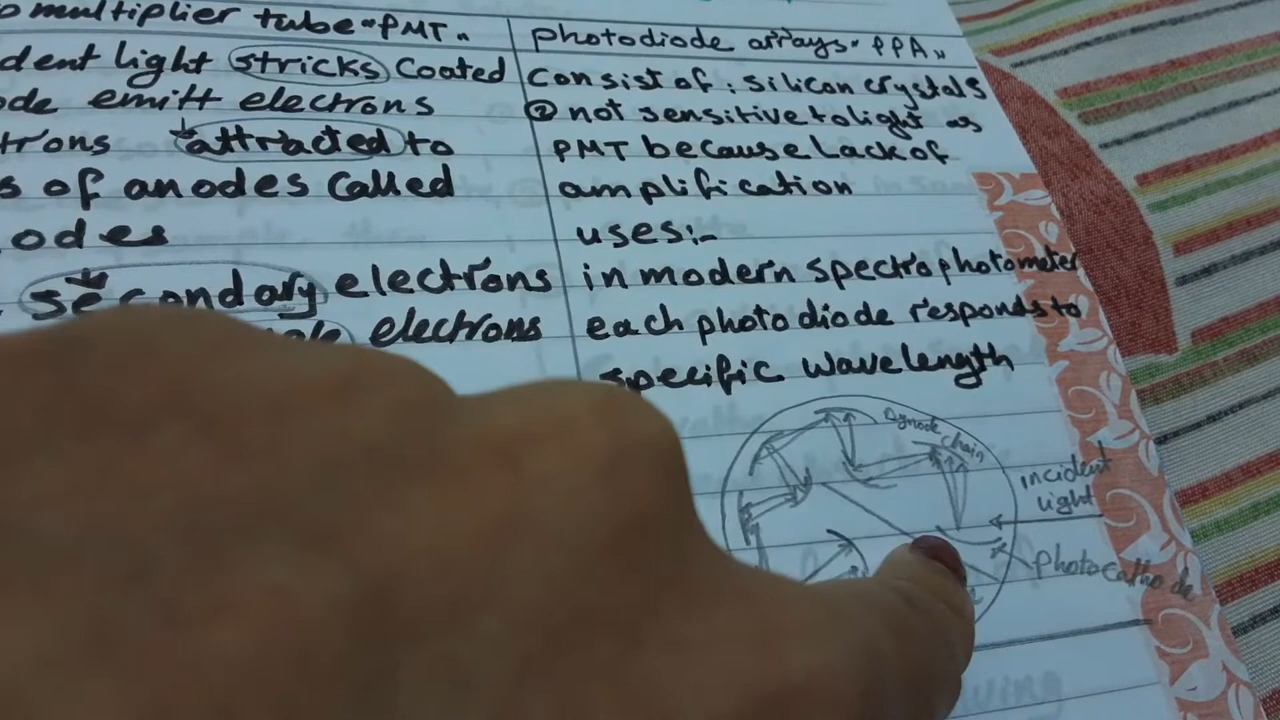 multiplier tube "PMT"
dent light stricks coated
ode emitt electrons
trons attracted to
s of anodes called
odes
secondary electrons
electrons
photodiode arrays "PPA"
Consist of : silicon crystals
② not sensitive to light as
PMT because Lack of
amplification
uses:-
in modern spectrophotometer
each photodiode responds to
specific wavelength
Dynode chain
incident
light
photocathode